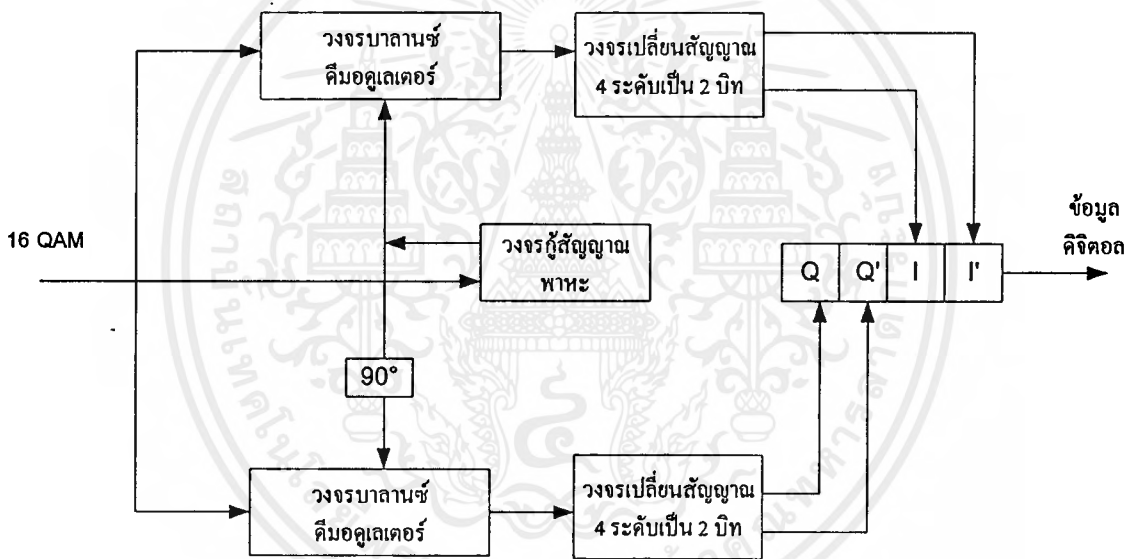 วงจรบาลานซ์
ดีมอดูเลเตอร์
วงจรเปลี่ยนสัญญาณ
4 ระดับเป็น 2 บิท
16 QAM
วงจรกู้สัญญาณ
พาหะ
ข้อมูล
ดิจิตอล
Q Q' I I'
90°
วงจรบาลานซ์
ดีมอดูเลเตอร์
วงจรเปลี่ยนสัญญาณ
4 ระดับเป็น 2 บิท